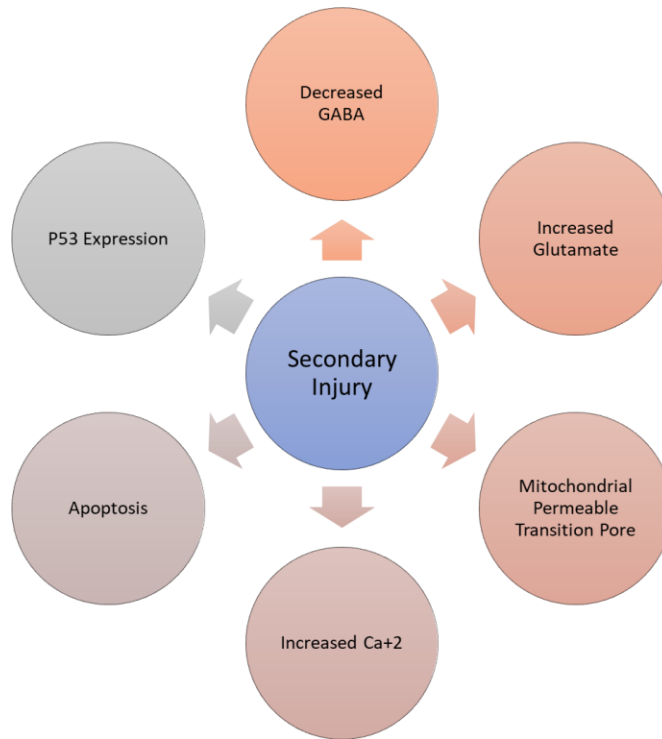 Decreased
GABA
Increased
Glutamate
Mitochondrial
Permeable
Transition Pore
Increased Ca+2
Apoptosis
P53 Expression
Secondary
Injury